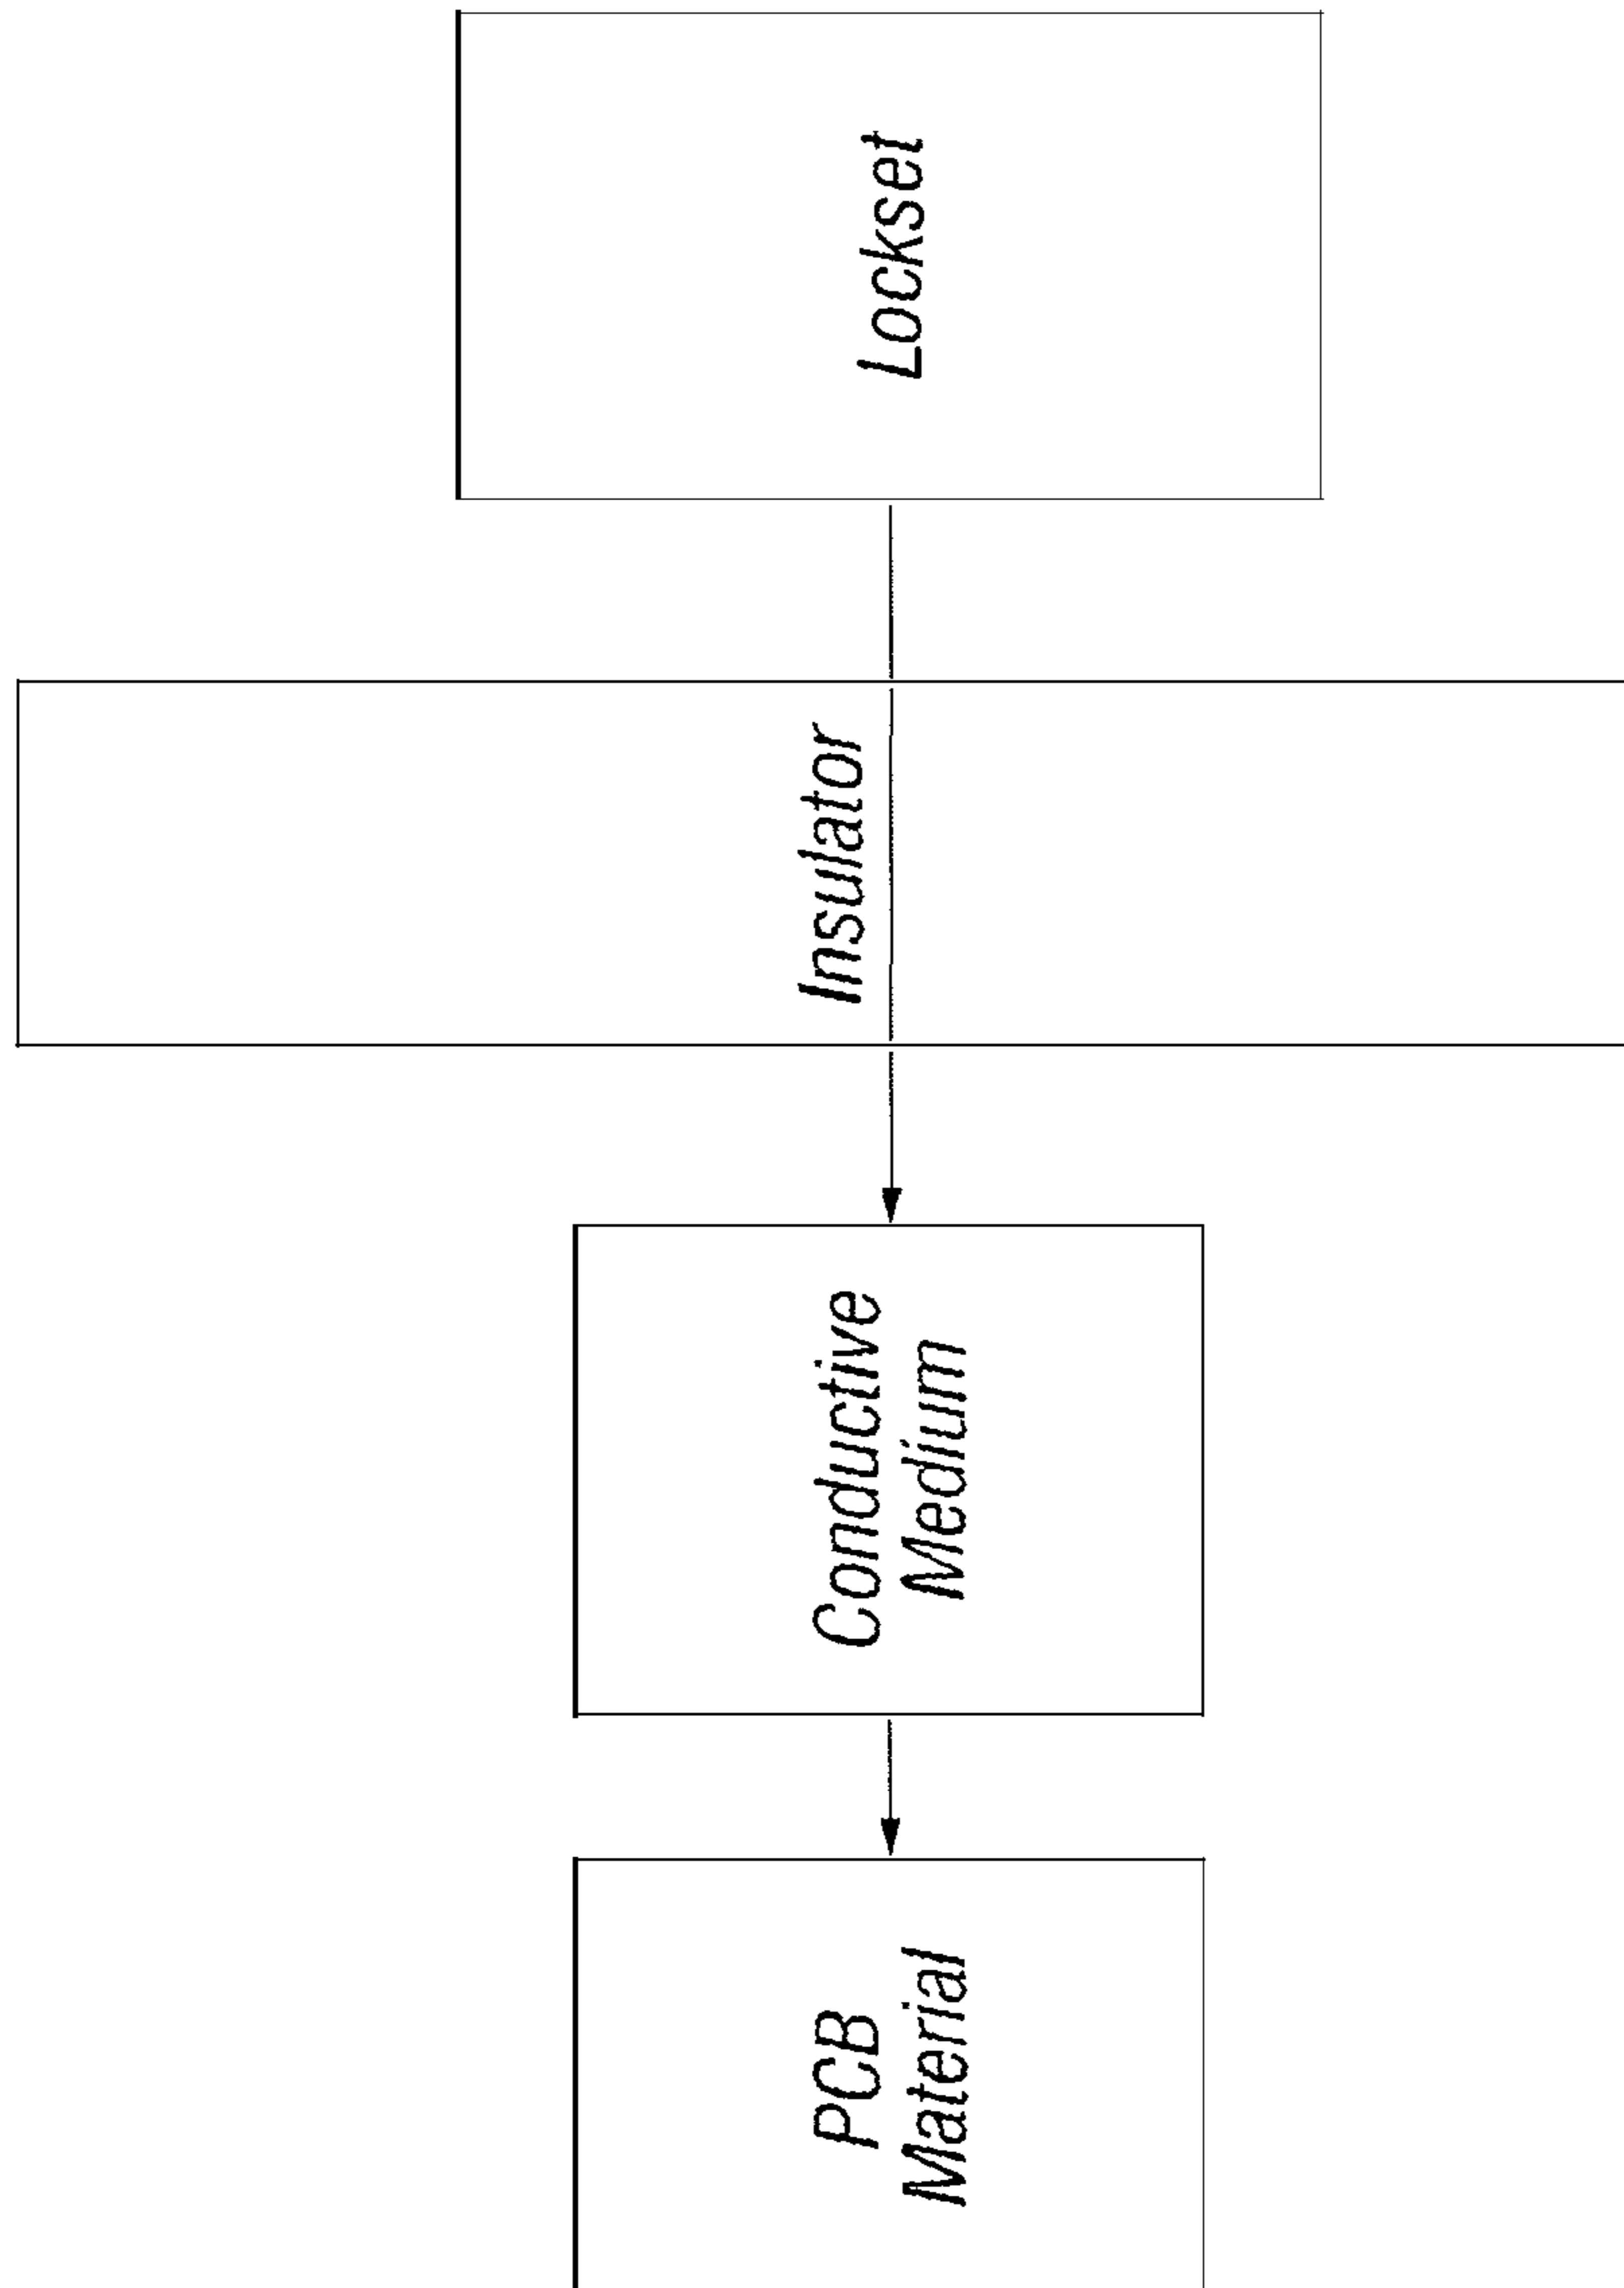 Lockset
Insulator
Conductive
Medium
PCB
Material